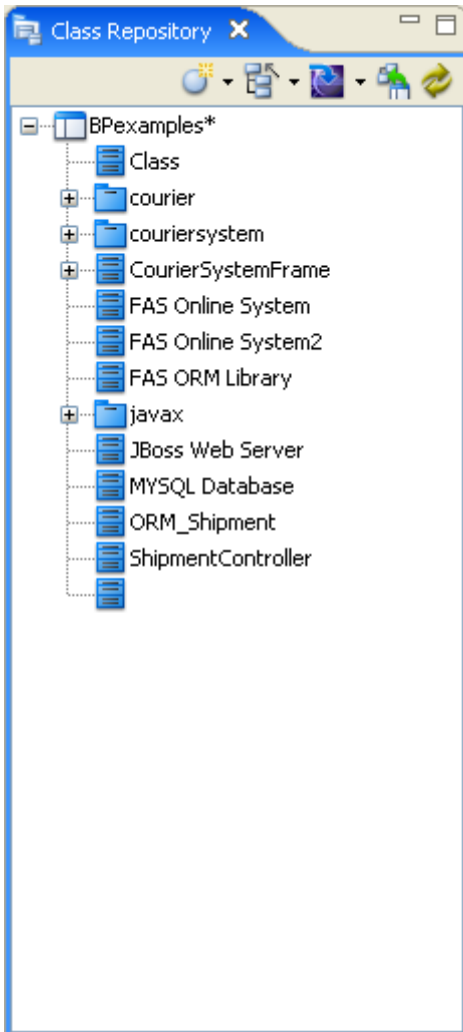 Class Repository
BPexamples*
Class
courier
couriersystem
CourierSystemFrame
FAS Online System
FAS Online System2
FAS ORM Library
javax
JBoss Web Server
MYSQL Database
ORM_Shipment
ShipmentController